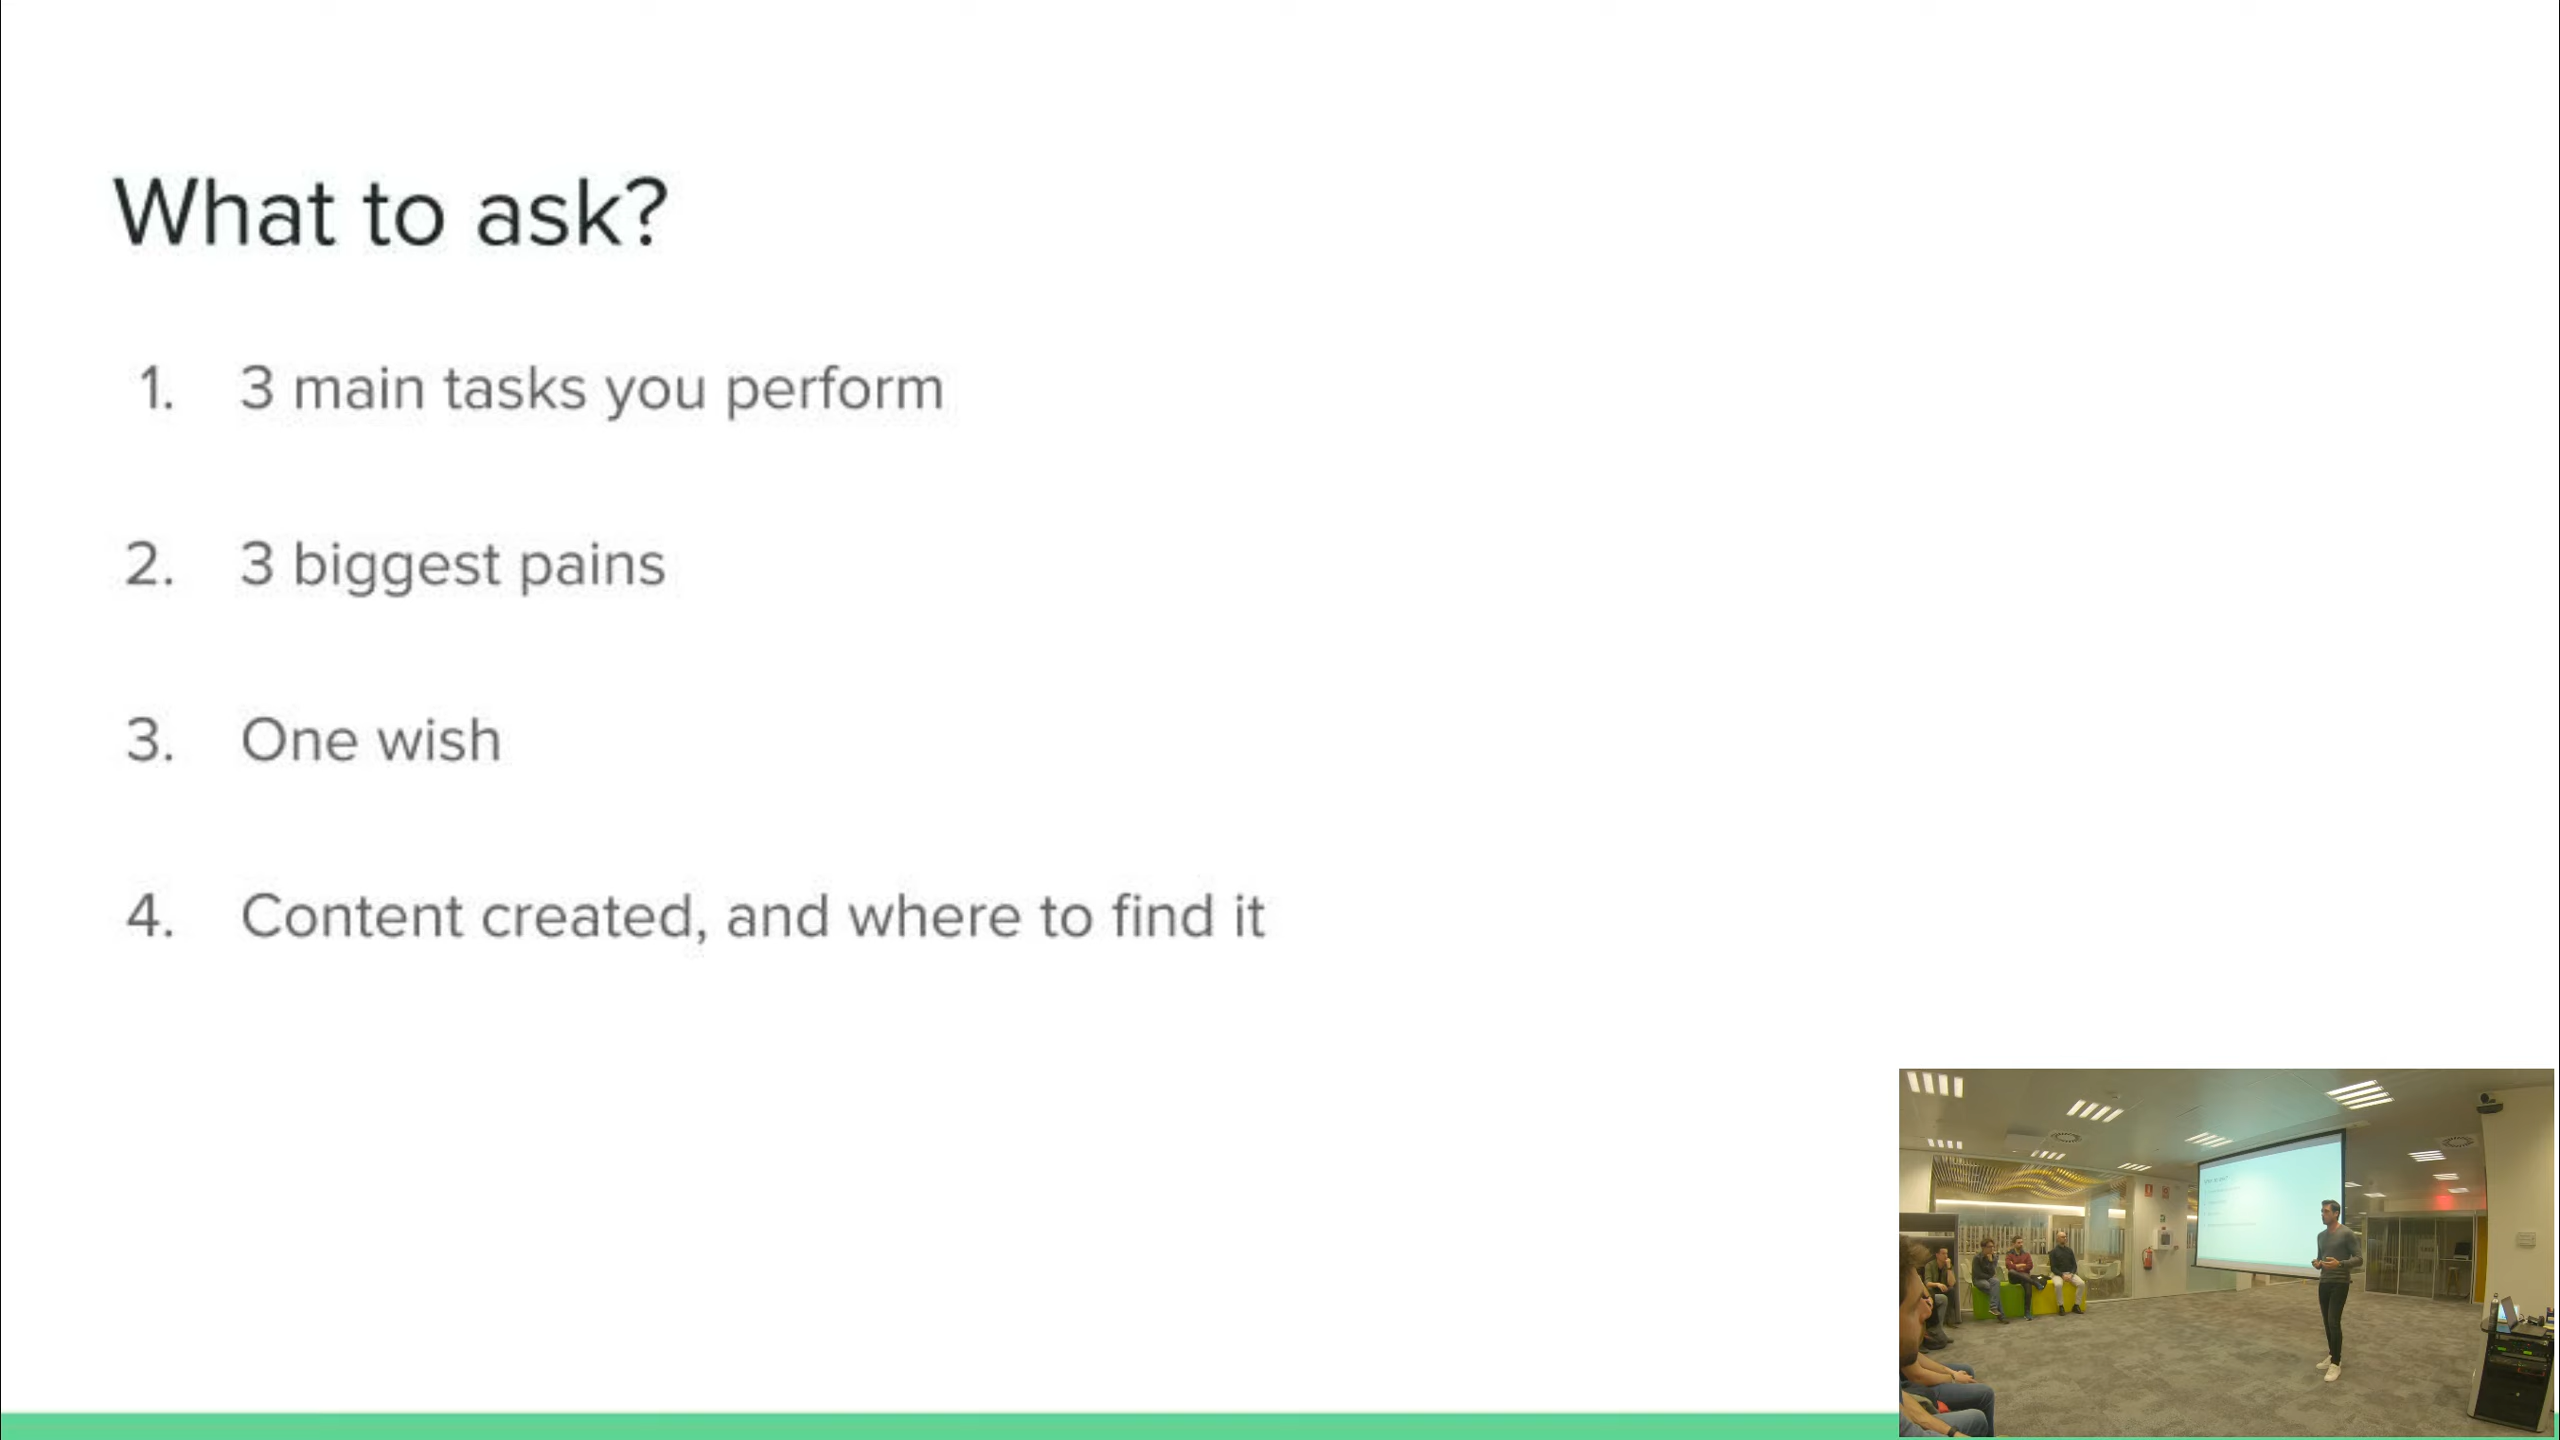 What to ask?
1. 3 main tasks you perform
2. 3 biggest pains
3. One wish
4. Content created, and where to find it